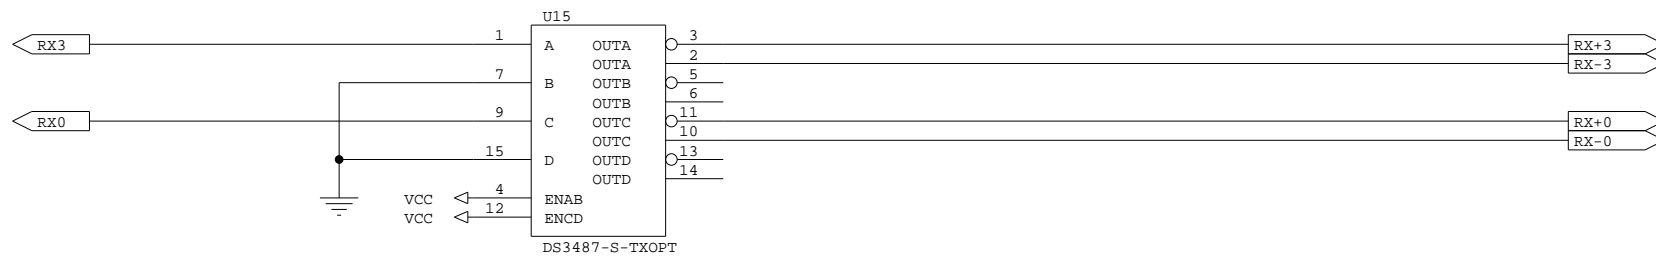 U15
RX3 1 A OUTA 3 RX+3
OUTA 2 RX-3
7 B OUTB 5
OUTB 6
RX0 9 C OUTC 11 RX+0
OUTC 10 RX-0
15 D OUTD 13
OUTD 14
VCC 4 ENAB
VCC 12 ENCD
DS3487-S-TXOPT